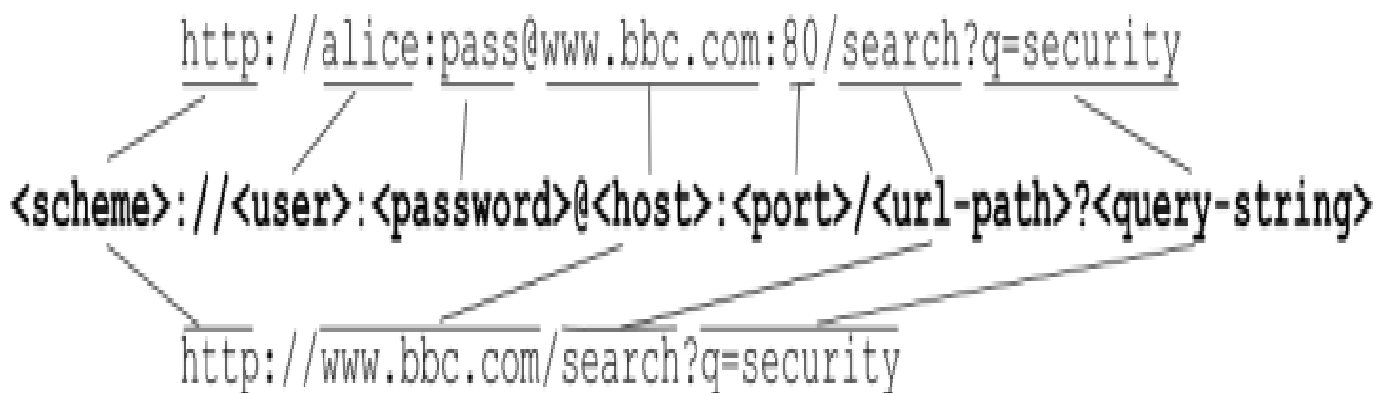 http://alice:pass@www.bbc.com:80/search?q=security
<scheme>://<user>:<password>@<host>:<port>/<url-path>?<query-string>
http://www.bbc.com/search?q=security